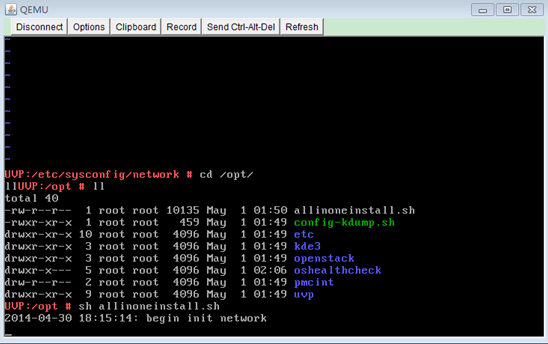 QEMU
Disconnect Options Clipboard Record Send Ctrl-Alt-Del Refresh
~
~
~
~
~
~
~
~
~
UVP:/etc/sysconfig/network # cd /opt/
llUVP:/opt # ll
total 40
-rw-r--r-- 1 root root 10135 May 1 01:50 allinoneinstall.sh
-rwxr-xr-x 1 root root 459 May 1 01:49 config-kdump.sh
drwxr-xr-x 10 root root 4096 May 1 01:49 etc
drwxr-xr-x 3 root root 4096 May 1 01:49 kde3
drwxr-xr-x 3 root root 4096 May 1 01:49 openstack
drwxr-x--- 5 root root 4096 May 1 02:06 oshealthcheck
drw-r--r-- 2 root root 4096 May 1 01:49 pmcint
drwxr-xr-x 9 root root 4096 May 1 01:49 uvp
UVP:/opt # sh allinoneinstall.sh
2014-04-30 18:15:14: begin init network
_